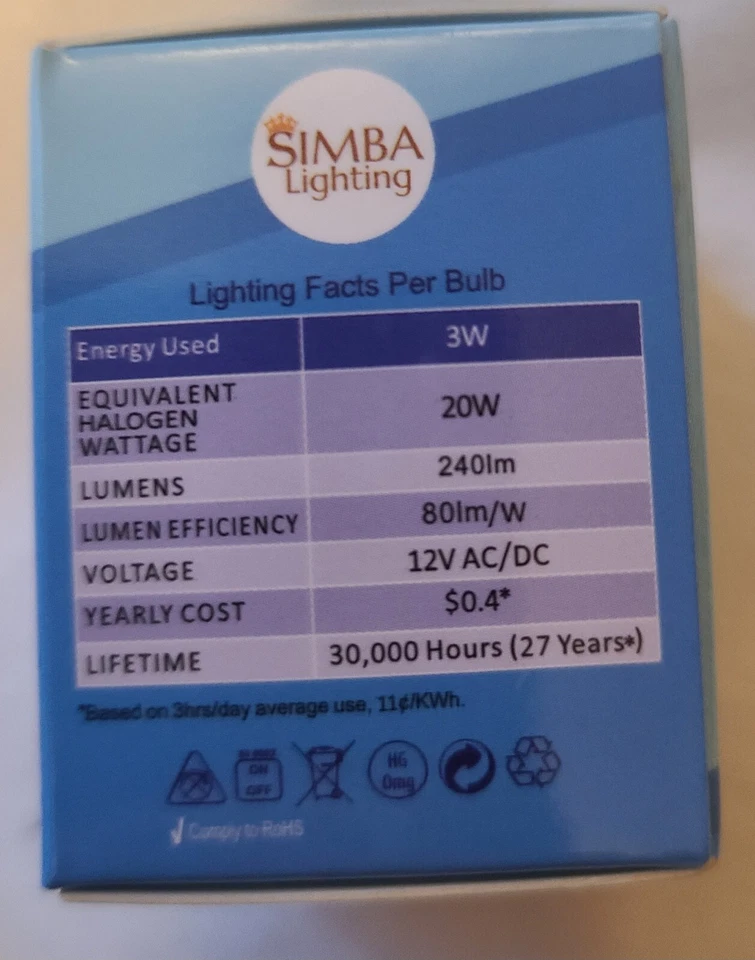 SIMBA
Lighting
Lighting Facts Per Bulb
Energy Used 3W
EQUIVALENT
HALOGEN
WATTAGE
20W
LUMENS 240lm
LUMEN EFFICIENCY 80lm/W
VOLTAGE 12V AC/DC
YEARLY COST $0.4*
LIFETIME 30,000 Hours (27 Years*)
*Based on 3hrs/day average use, 11¢/KWh.
ON
OFF
HG
0mg
Comply to RoHS